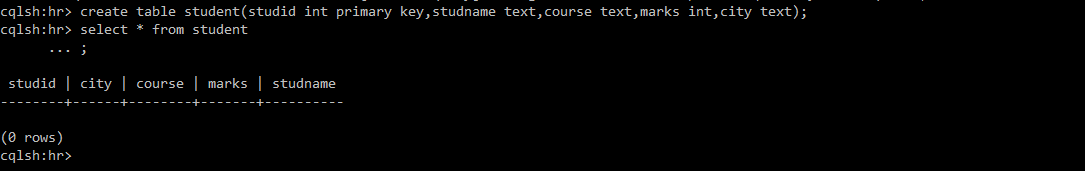 cqlsh:hr> create table student(studid int primary key,studname text,course text,marks int,city text);
cqlsh:hr> select * from student
      ... ;
 studid | city | course | marks | studname
--------+------+--------+-------+----------
(0 rows)
cqlsh:hr>